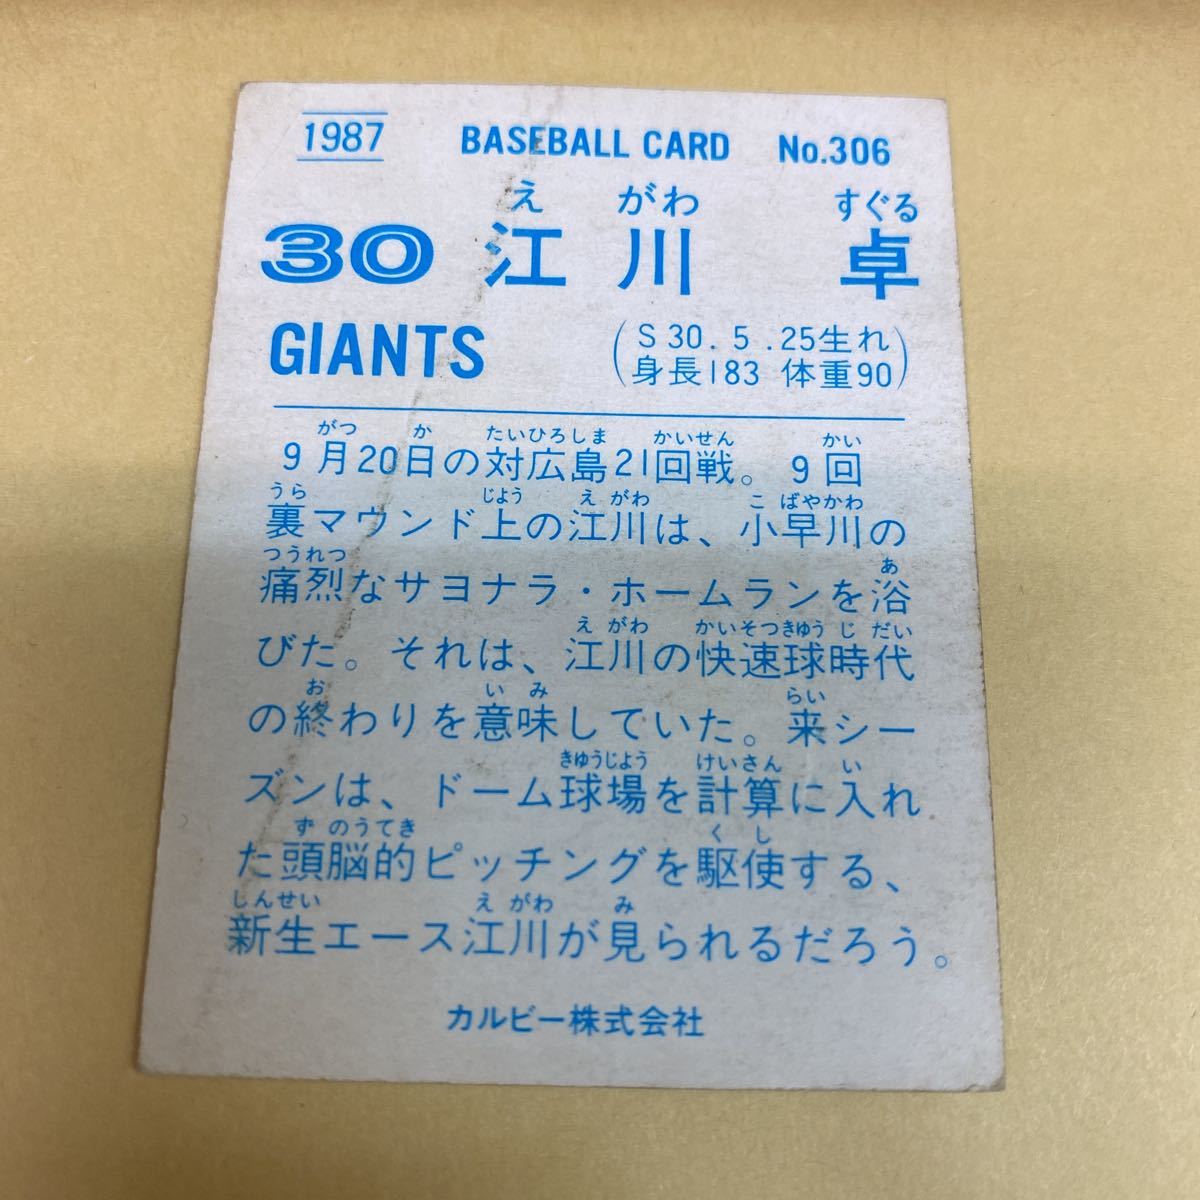 1987 BASEBALL CARD No.306
え がわ すぐる
30 江川 卓
GIANTS
(S30.5.25生れ
身長183 体重90)
がつ か たいひろしま かいせん かい
9月20日の対広島21回戦。9回
うら じよう え がわ こ ばやかわ
裏マウンド上の江川は、小早川の
つうれつ あ
痛烈なサヨナラ・ホームランを浴
え がわ かいそつきゆう じ だい
びた。それは、江川の快速球時代
お い み らい
の終わりを意味していた。来シー
きゆうじよう けいさん い
ズンは、ドーム球場を計算に入れ
ず のうてき く し
た頭脳的ピッチングを駆使する、
しんせい え がわ み
新生エース江川が見られるだろう。
カルビー株式会社